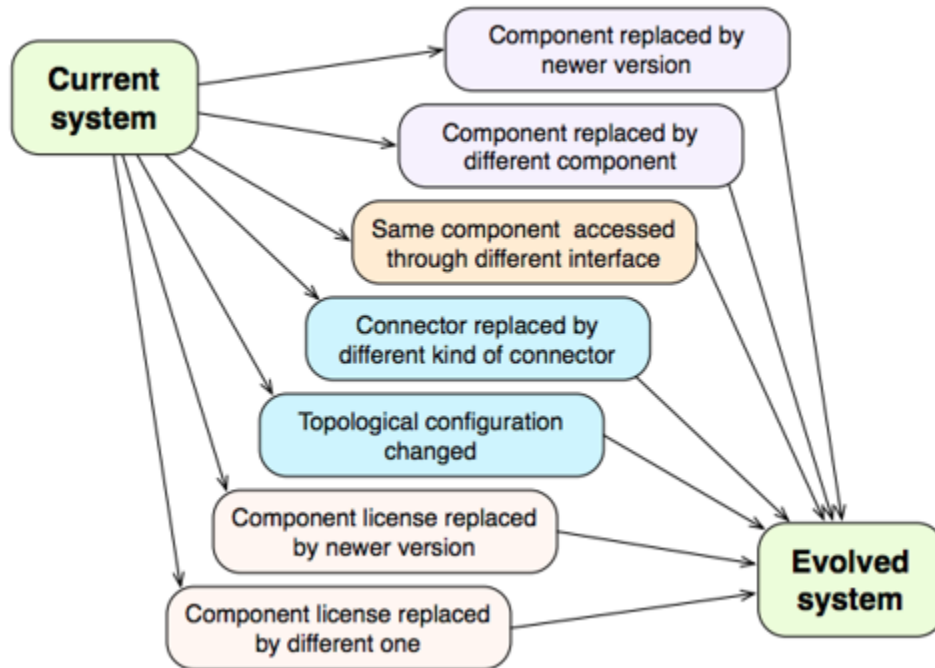 Component replaced by
newer version
Current
system
Component replaced by
different component
Same component accessed
through different interface
Connector replaced by
different kind of connector
Topological configuration
changed
Component license replaced
by newer version
Evolved
system
Component license replaced
by different one